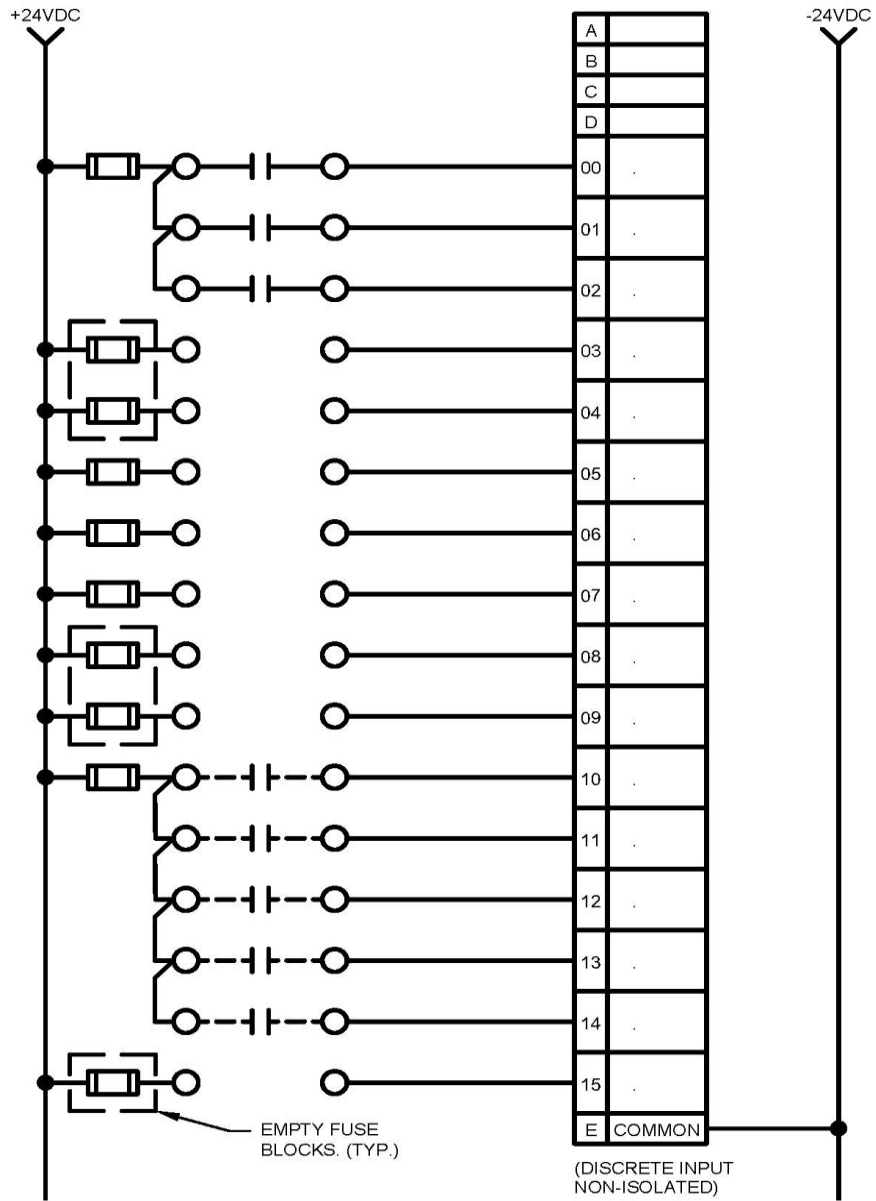 +24VDC
-24VDC
A
B
C
D
00 .
01 .
02 .
03 .
04 .
05 .
06 .
07 .
08 .
09 .
10 .
11 .
12 .
13 .
14 .
15 .
E COMMON
EMPTY FUSE
BLOCKS. (TYP.)
(DISCRETE INPUT
NON-ISOLATED)